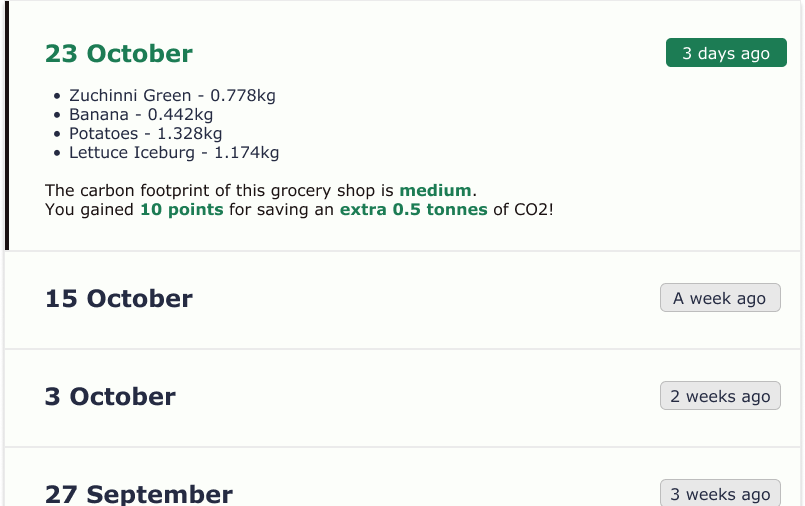 23 October
3 days ago
Zuchinni Green - 0.778kg
Banana - 0.442kg
Potatoes - 1.328kg
Lettuce Iceburg - 1.174kg
The carbon footprint of this grocery shop is medium.
You gained 10 points for saving an extra 0.5 tonnes of CO2!
15 October
A week ago
3 October
2 weeks ago
27 September
3 weeks ago